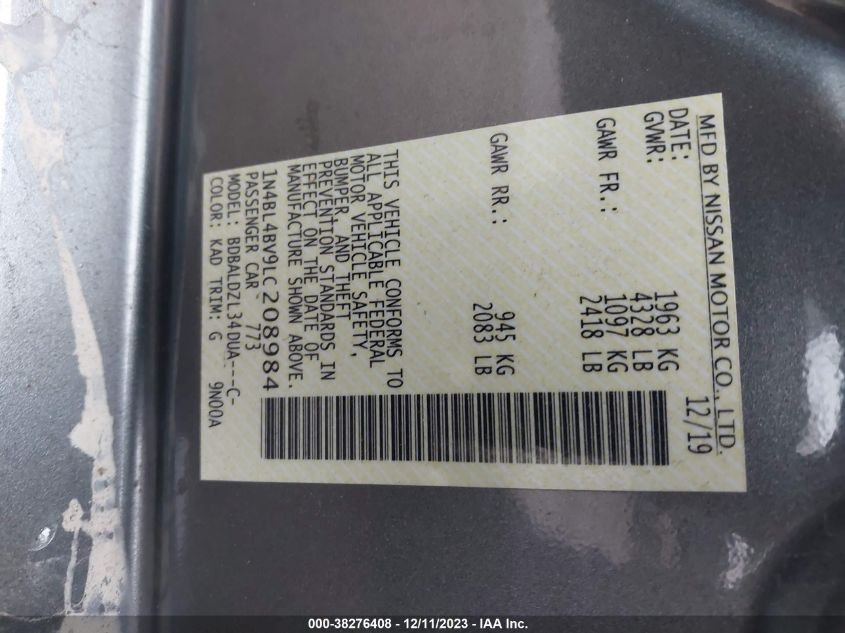 MFD BY NISSAN MOTOR CO., LTD.
DATE: 12/19
GVWR: 1963 KG
4328 LB
GAWR FR.: 1097 KG
2418 LB
GAWR RR.: 945 KG
2083 LB
THIS VEHICLE CONFORMS TO
ALL APPLICABLE FEDERAL
MOTOR VEHICLE SAFETY,
BUMPER, AND THEFT
PREVENTION STANDARDS IN
EFFECT ON THE DATE OF
MANUFACTURE SHOWN ABOVE.
1N4BL4BV9LC208984
PASSENGER CAR 773
MODEL: BDBALDZL34DUA---C-
COLOR: KAD TRIM: G 9N00A
000-38276408 - 12/11/2023 - IAA Inc.